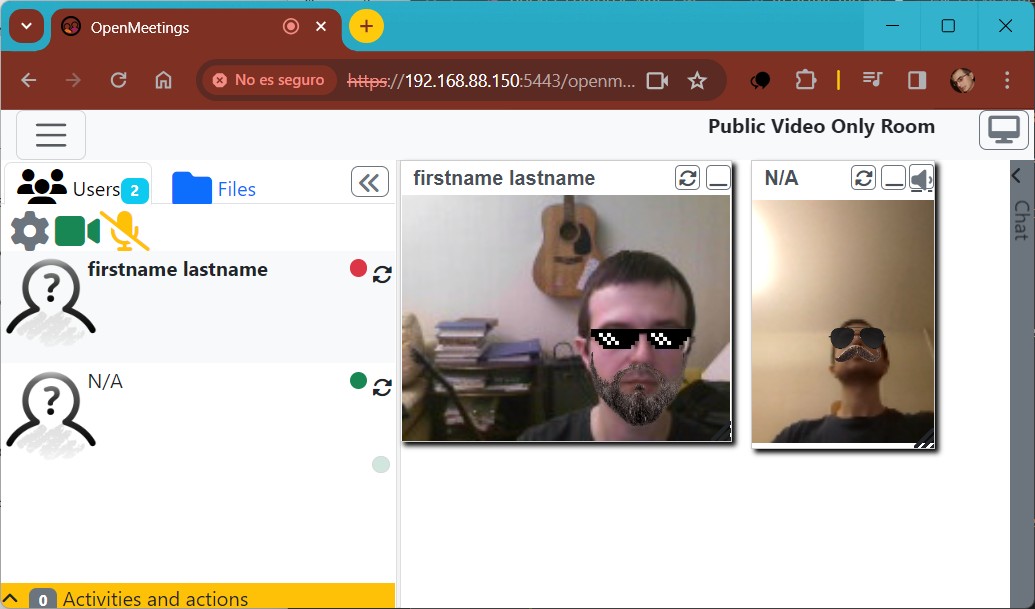 OpenMeetings
No es seguro https://192.168.88.150:5443/openm...
Public Video Only Room
Users 2 Files
firstname lastname
N/A
firstname lastname
N/A
Chat
0 Activities and actions